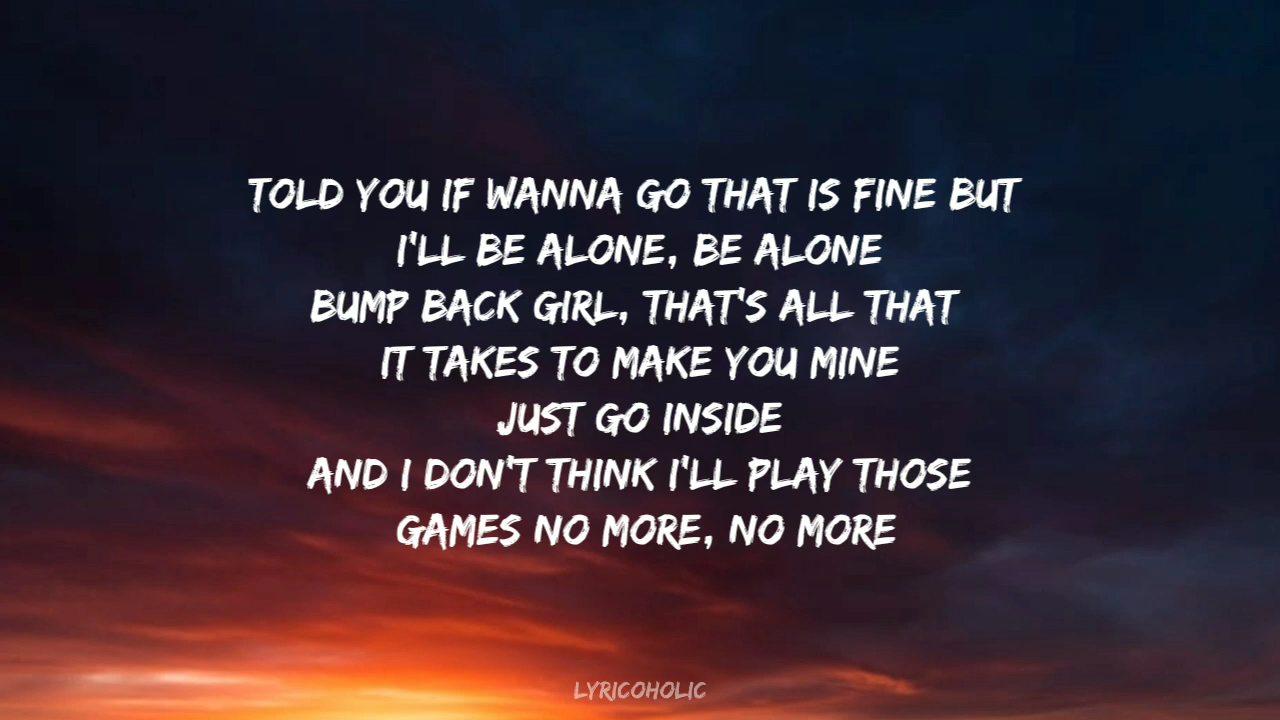 TOLD YOU IF WANNA GO THAT IS FINE BUT
I'LL BE ALONE, BE ALONE
BUMP BACK GIRL, THAT'S ALL THAT
IT TAKES TO MAKE YOU MINE
JUST GO INSIDE
AND I DON'T THINK I'LL PLAY THOSE
GAMES NO MORE, NO MORE
LYRICOHOLIC